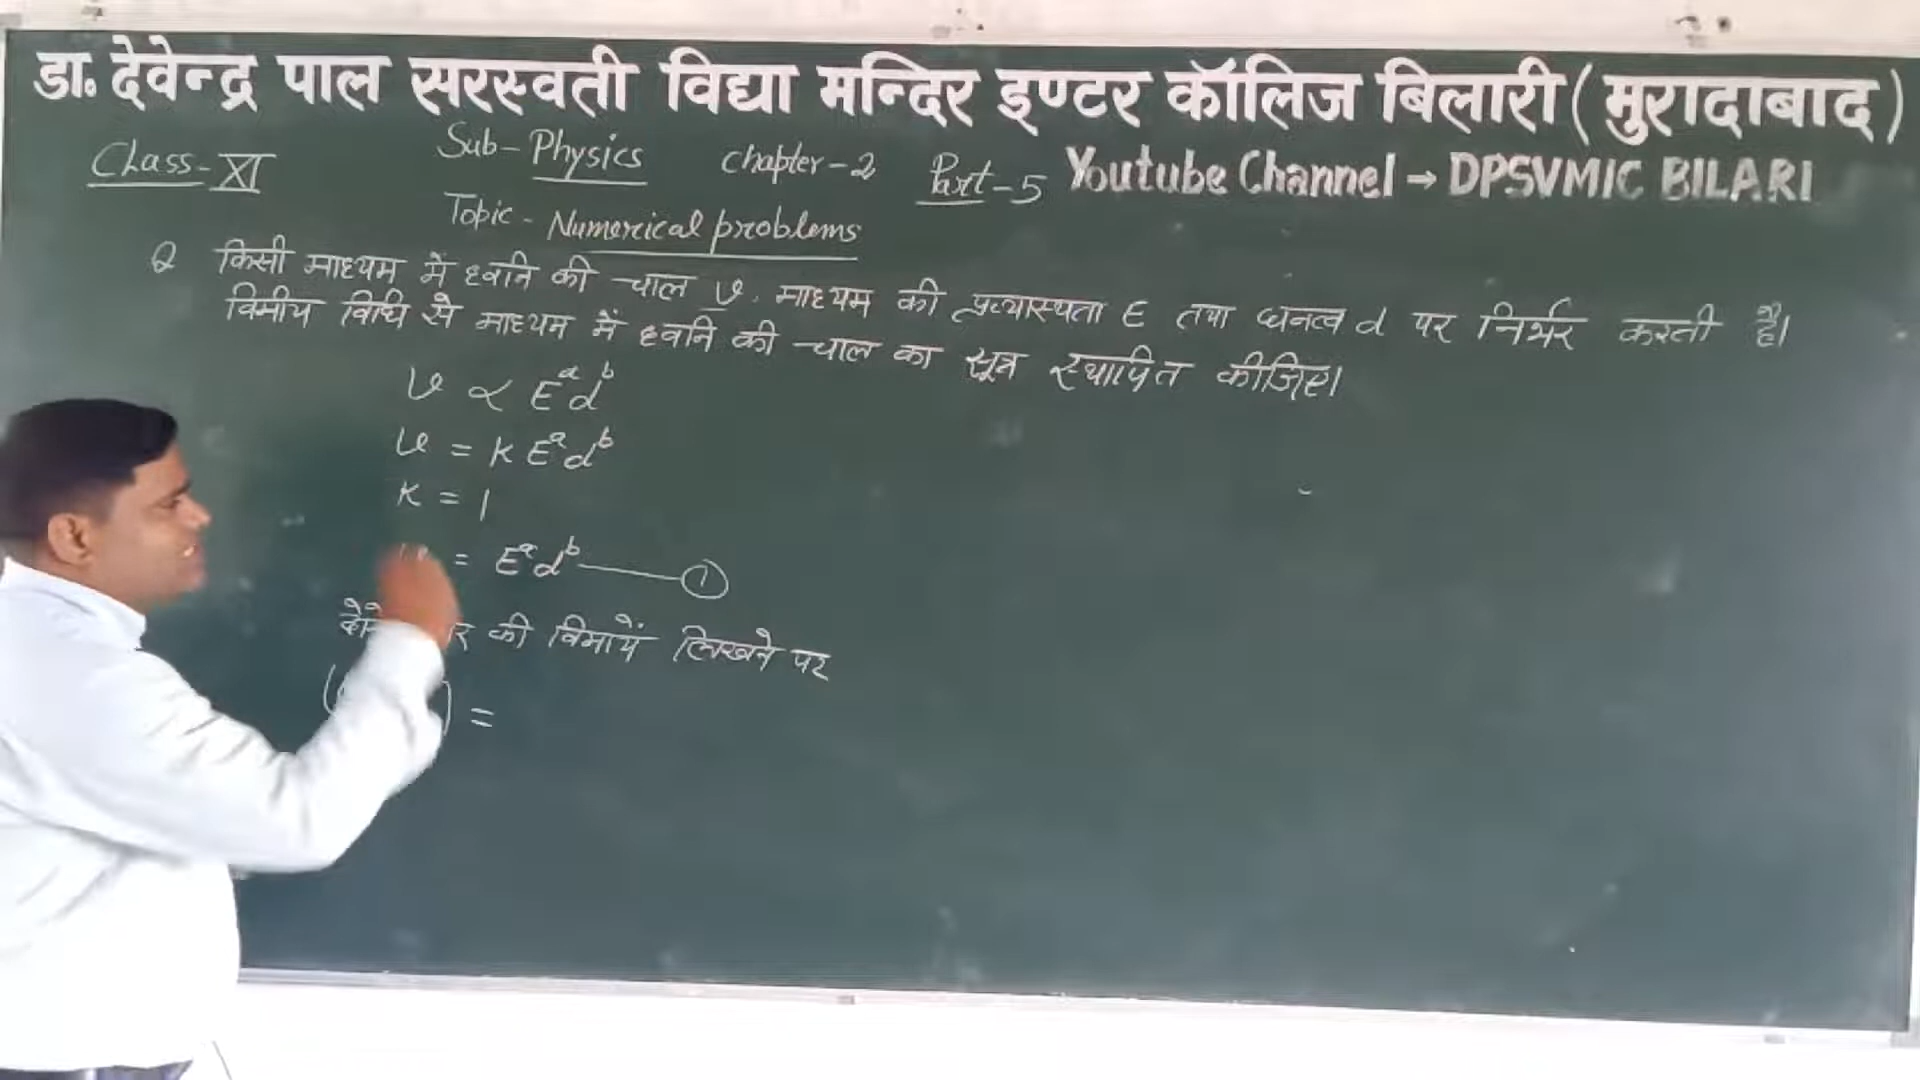 डा. देवेन्द्र पाल सरस्वती विद्या मन्दिर इण्टर कॉलिज बिलारी ( मुरादाबाद )
Class-XI Sub-Physics chapter-2 Part-5 Youtube Channel → DPSVMIC BILARI
Topic - Numerical problems
Q किसी माध्यम में ध्वनि की चाल v, माध्यम की प्रत्यास्थता E तथा घनत्व d पर निर्भर करती है।
विमीय विधि से माध्यम में ध्वनि की चाल का सूत्र स्थापित कीजिए।
v ∝ E^a d^b
v = K E^a d^b
K = 1
= E^a d^b —— ①
की विमायें लिखने पर
( ) =